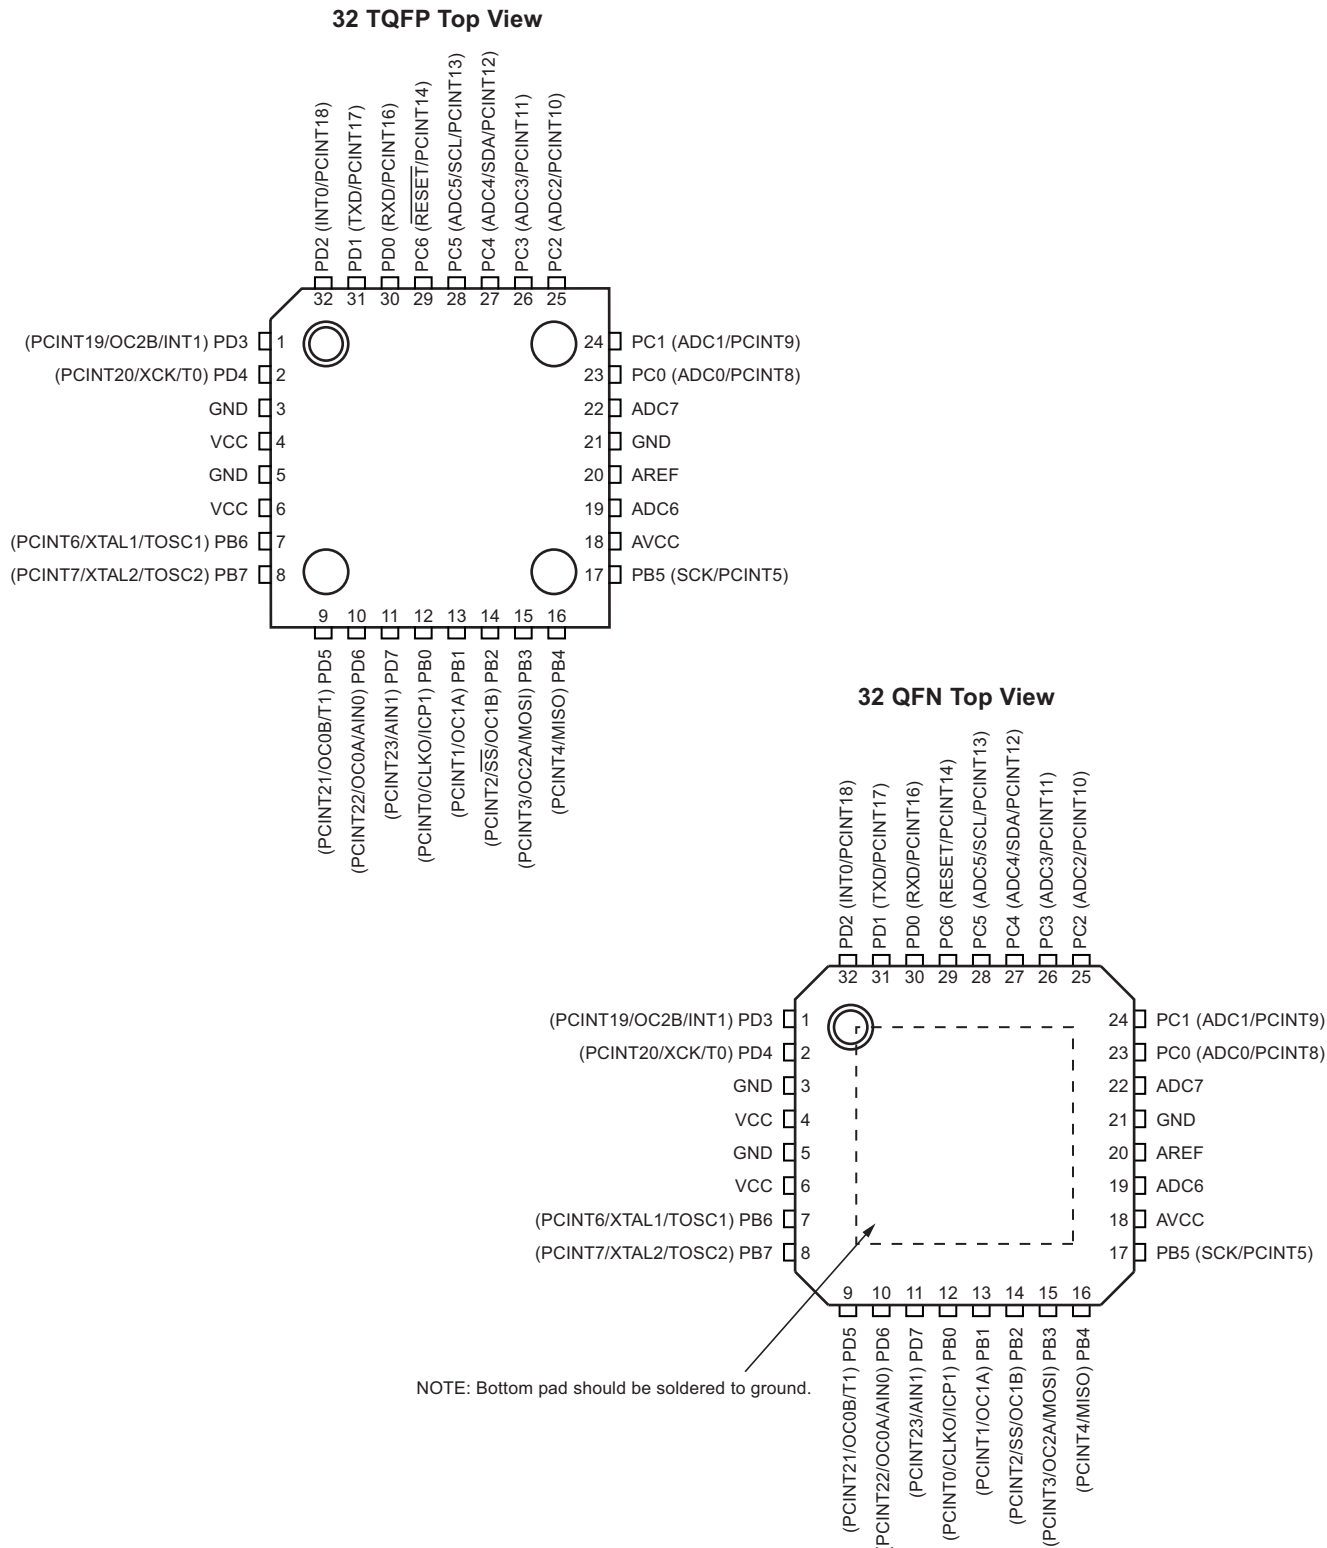 32 TQFP Top View
PD2 (INT0/PCINT18)
PD1 (TXD/PCINT17)
PD0 (RXD/PCINT16)
PC6 (RESET/PCINT14)
PC5 (ADC5/SCL/PCINT13)
PC4 (ADC4/SDA/PCINT12)
PC3 (ADC3/PCINT11)
PC2 (ADC2/PCINT10)
32 31 30 29 28 27 26 25
(PCINT19/OC2B/INT1) PD3 1
(PCINT20/XCK/T0) PD4 2
GND 3
VCC 4
GND 5
VCC 6
(PCINT6/XTAL1/TOSC1) PB6 7
(PCINT7/XTAL2/TOSC2) PB7 8
24 PC1 (ADC1/PCINT9)
23 PC0 (ADC0/PCINT8)
22 ADC7
21 GND
20 AREF
19 ADC6
18 AVCC
17 PB5 (SCK/PCINT5)
9 10 11 12 13 14 15 16
(PCINT21/OC0B/T1) PD5
(PCINT22/OC0A/AIN0) PD6
(PCINT23/AIN1) PD7
(PCINT0/CLKO/ICP1) PB0
(PCINT1/OC1A) PB1
(PCINT2/SS/OC1B) PB2
(PCINT3/OC2A/MOSI) PB3
(PCINT4/MISO) PB4
32 QFN Top View
PD2 (INT0/PCINT18)
PD1 (TXD/PCINT17)
PD0 (RXD/PCINT16)
PC6 (RESET/PCINT14)
PC5 (ADC5/SCL/PCINT13)
PC4 (ADC4/SDA/PCINT12)
PC3 (ADC3/PCINT11)
PC2 (ADC2/PCINT10)
32 31 30 29 28 27 26 25
(PCINT19/OC2B/INT1) PD3 1
(PCINT20/XCK/T0) PD4 2
GND 3
VCC 4
GND 5
VCC 6
(PCINT6/XTAL1/TOSC1) PB6 7
(PCINT7/XTAL2/TOSC2) PB7 8
24 PC1 (ADC1/PCINT9)
23 PC0 (ADC0/PCINT8)
22 ADC7
21 GND
20 AREF
19 ADC6
18 AVCC
17 PB5 (SCK/PCINT5)
9 10 11 12 13 14 15 16
(PCINT21/OC0B/T1) PD5
(PCINT22/OC0A/AIN0) PD6
(PCINT23/AIN1) PD7
(PCINT0/CLKO/ICP1) PB0
(PCINT1/OC1A) PB1
(PCINT2/SS/OC1B) PB2
(PCINT3/OC2A/MOSI) PB3
(PCINT4/MISO) PB4
NOTE: Bottom pad should be soldered to ground.